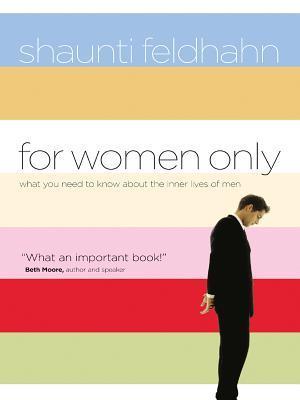 shaunti feldhahn
for women only
what you need to know about the inner lives of men
"What an important book!"
Beth Moore, author and speaker